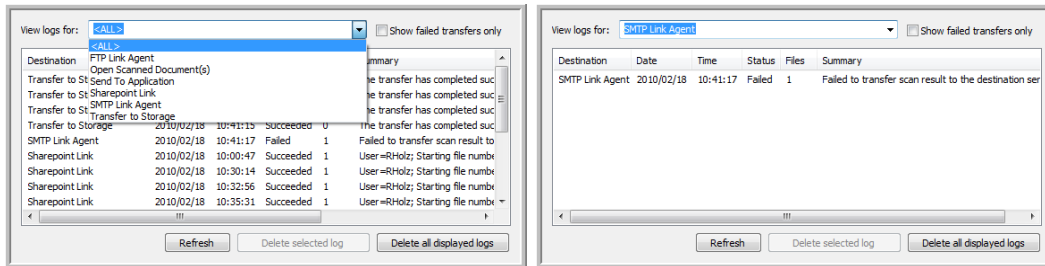 View logs for: <ALL> Show failed transfers only
<ALL>
FTP Link Agent
Open Scanned Document(s)
Send To Application
Sharepoint Link
SMTP Link Agent
Transfer to Storage
Destination ummary
Transfer to St he transfer has completed suc
Transfer to St he transfer has completed suc
Transfer to St he transfer has completed suc
Transfer to Storage 2010/02/18 10:41:15 Succeeded 0 The transfer has completed suc
SMTP Link Agent 2010/02/18 10:41:17 Failed 1 Failed to transfer scan result to
Sharepoint Link 2010/02/18 10:00:47 Succeeded 1 User=RHolz; Starting file numbe
Sharepoint Link 2010/02/18 10:30:14 Succeeded 1 User=RHolz; Starting file numbe
Sharepoint Link 2010/02/18 10:32:56 Succeeded 1 User=RHolz; Starting file numbe
Sharepoint Link 2010/02/18 10:35:31 Succeeded 1 User=RHolz; Starting file numbe
Refresh Delete selected log Delete all displayed logs
View logs for: SMTP Link Agent Show failed transfers only
Destination Date Time Status Files Summary
SMTP Link Agent 2010/02/18 10:41:17 Failed 1 Failed to transfer scan result to the destination ser
Refresh Delete selected log Delete all displayed logs